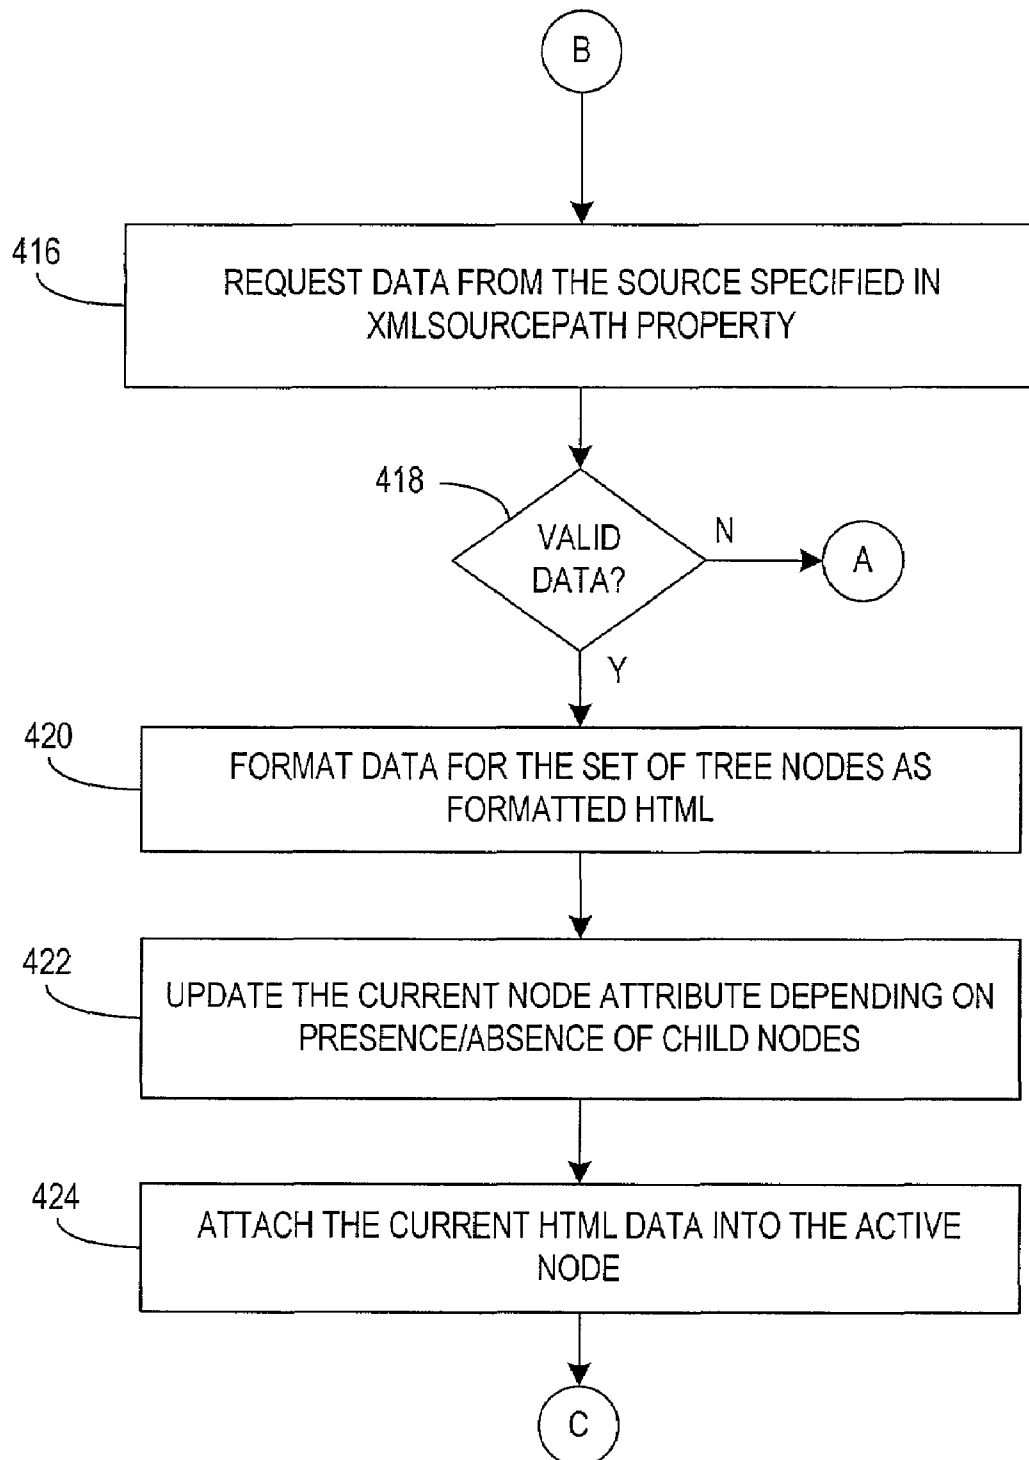 B
416
REQUEST DATA FROM THE SOURCE SPECIFIED IN
XMLSOURCEPATH PROPERTY
418
VALID
DATA?
N
A
Y
420
FORMAT DATA FOR THE SET OF TREE NODES AS
FORMATTED HTML
422
UPDATE THE CURRENT NODE ATTRIBUTE DEPENDING ON
PRESENCE/ABSENCE OF CHILD NODES
424
ATTACH THE CURRENT HTML DATA INTO THE ACTIVE
NODE
C